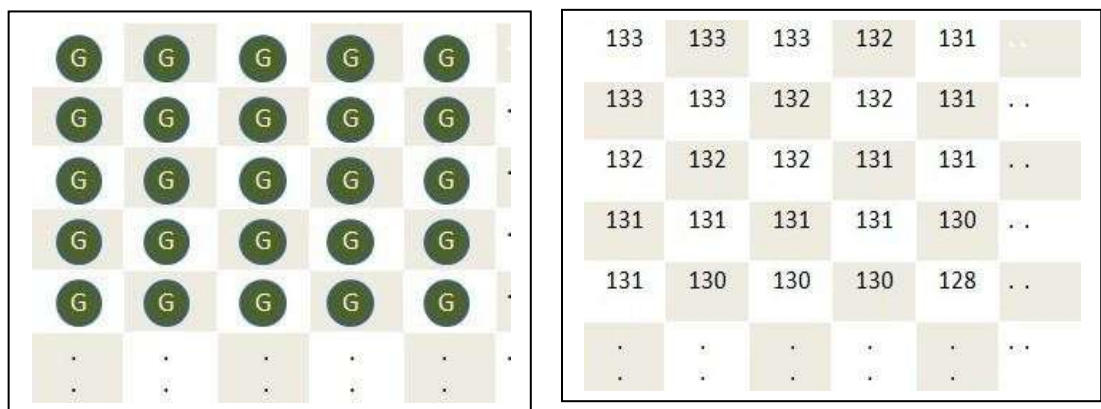 G G G G G
G G G G G
G G G G G
G G G G G
G G G G G
. . . . . .
. . . . .
133 133 133 132 131 . .
133 133 132 132 131 . .
132 132 132 131 131 . .
131 131 131 131 130 . .
131 130 130 130 128 . .
. . . . . . .
. . . . .